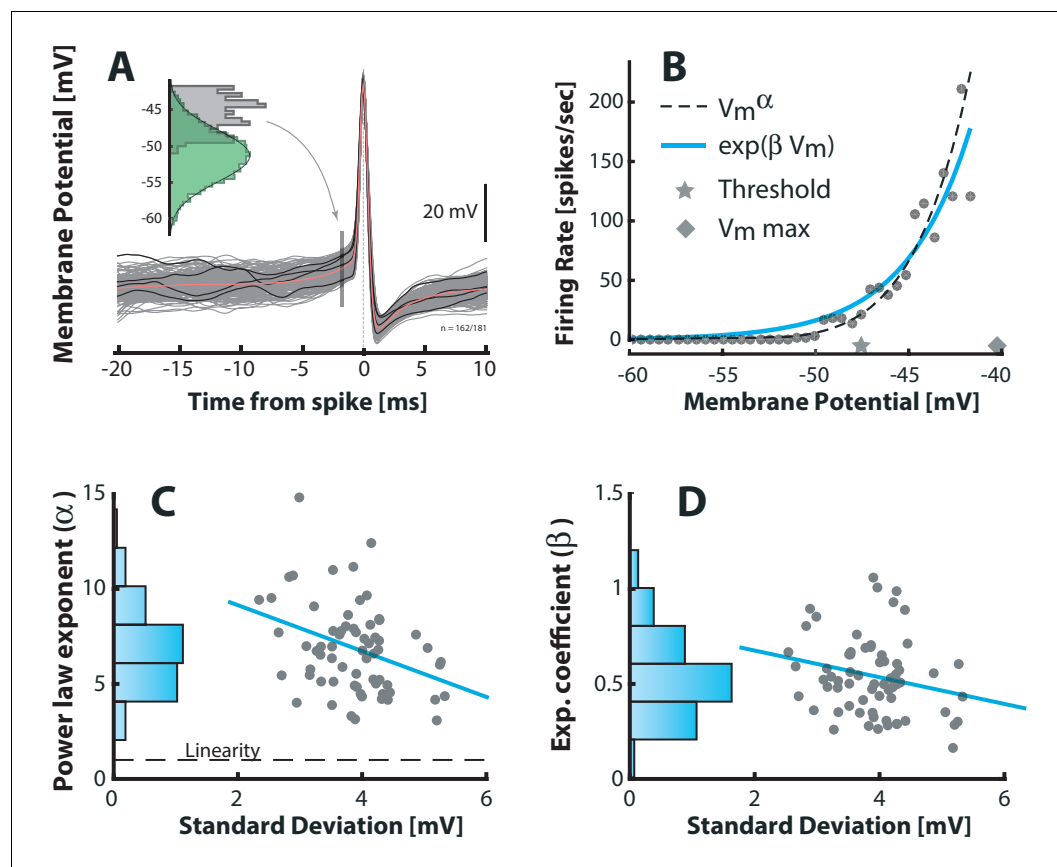 A
Membrane Potential [mV]
-45
-50
-55
-60
20 mV
n = 162/181
-20
-15
-10
-5
0
5
10
Time from spike [ms]
B
Firing Rate [spikes/sec]
200
150
100
50
0
Vm^α
exp(β Vm)
Threshold
Vm max
-60
-55
-50
-45
-40
Membrane Potential [mV]
C
Power law exponent (α)
15
10
5
0
Linearity
0
2
4
6
Standard Deviation [mV]
D
Exp. coefficient (β)
1.5
1
0.5
0
0
2
4
6
Standard Deviation [mV]